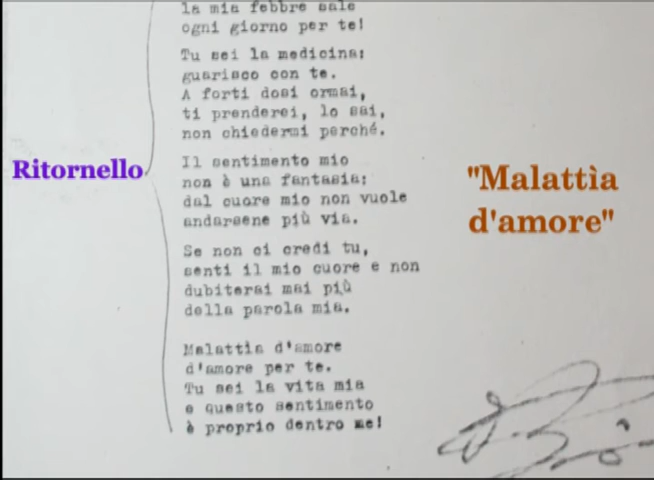 la mia febbre sale
ogni giorno per te!
Tu sei la medicina:
guarisco con te.
A forti dosi ormai,
ti prenderei, lo sai,
non chiedermi perché.
Il sentimento mio
non è una fantasia:
dal cuore mio non vuole
andarsene più via.
Se non ci credi tu,
senti il mio cuore e non
dubiterai mai più
della parola mia.
Malattia d'amore
d'amore per te.
Tu sei la vita mia
e questo sentimento
è proprio dentro me!
Ritornello
"Malattìa
d'amore"